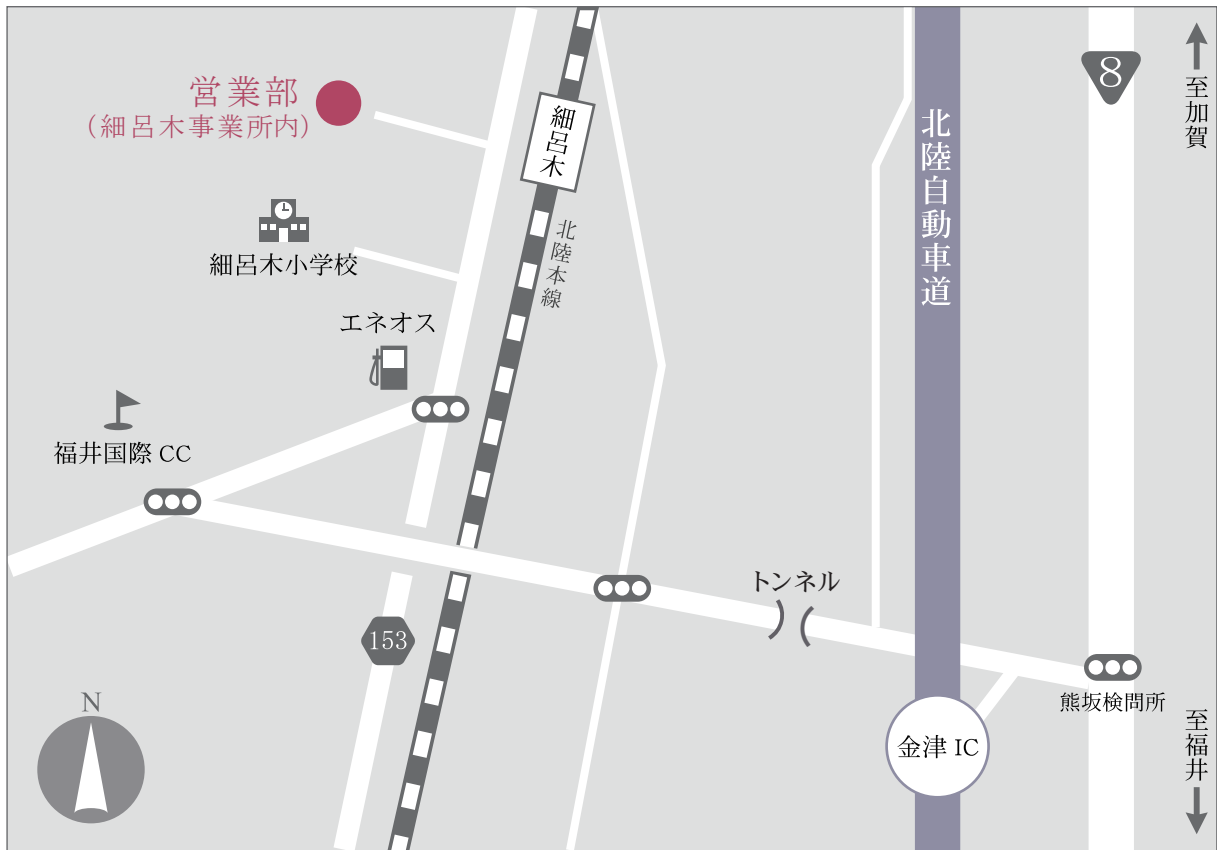 営業部
(細呂木事業所内)
細呂木
8
至加賀
北陸自動車道
細呂木小学校
北陸本線
エネオス
福井国際 CC
トンネル
153
N
熊坂検問所
金津 IC
至福井